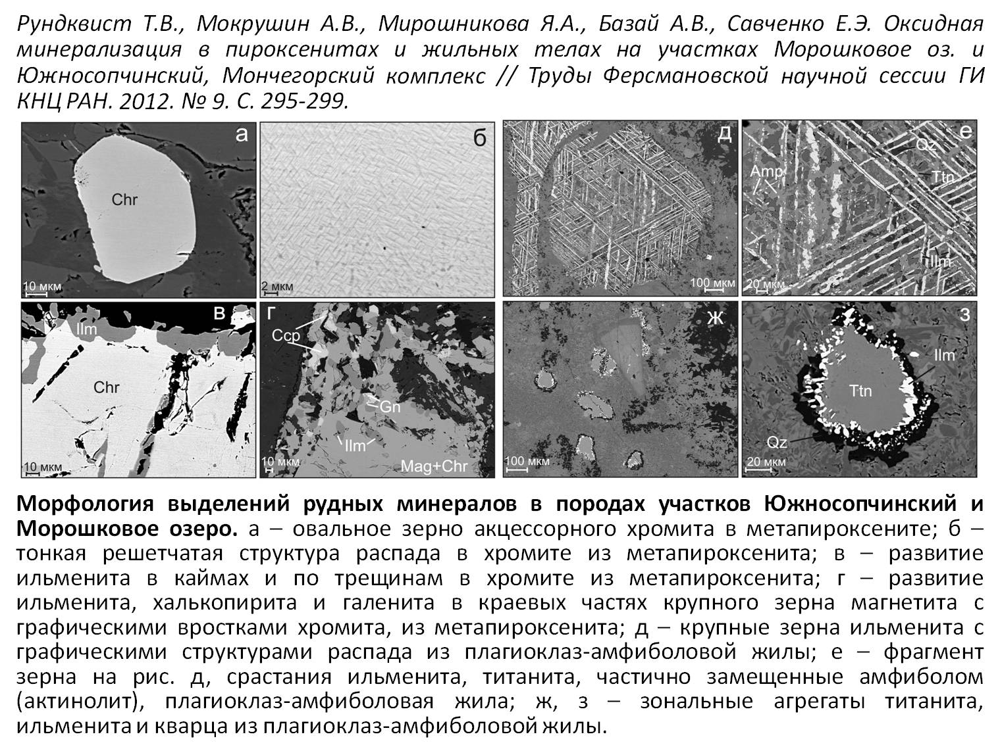 Рундквист Т.В., Мокрушин А.В., Мирошникова Я.А., Базай А.В., Савченко Е.Э. Оксидная
минерализация в пироксенитах и жильных телах на участках Морошковое оз. и
Южносопчинский, Мончегорский комплекс // Труды Ферсмановской научной сессии ГИ
КНЦ РАН. 2012. № 9. С. 295-299.
а
Chr
10 мкм
б
2 мкм
д
100 мкм
е
Qz
Amp
Ttn
Ilm
20 мкм
в
Ilm
Chr
10 мкм
г
Ccp
Gn
Ilm
10 мкм
Mag+Chr
ж
100 мкм
з
Ilm
Ttn
Qz
20 мкм
Морфология выделений рудных минералов в породах участков Южносопчинский и
Морошковое озеро. а – овальное зерно акцессорного хромита в метапироксените; б –
тонкая решетчатая структура распада в хромите из метапироксенита; в – развитие
ильменита в каймах и по трещинам в хромите из метапироксенита; г – развитие
ильменита, халькопирита и галенита в краевых частях крупного зерна магнетита с
графическими вростками хромита, из метапироксенита; д – крупные зерна ильменита с
графическими структурами распада из плагиоклаз-амфиболовой жилы; е – фрагмент
зерна на рис. д, срастания ильменита, титанита, частично замещенные амфиболом
(актинолит), плагиоклаз-амфиболовая жила; ж, з – зональные агрегаты титанита,
ильменита и кварца из плагиоклаз-амфиболовой жилы.